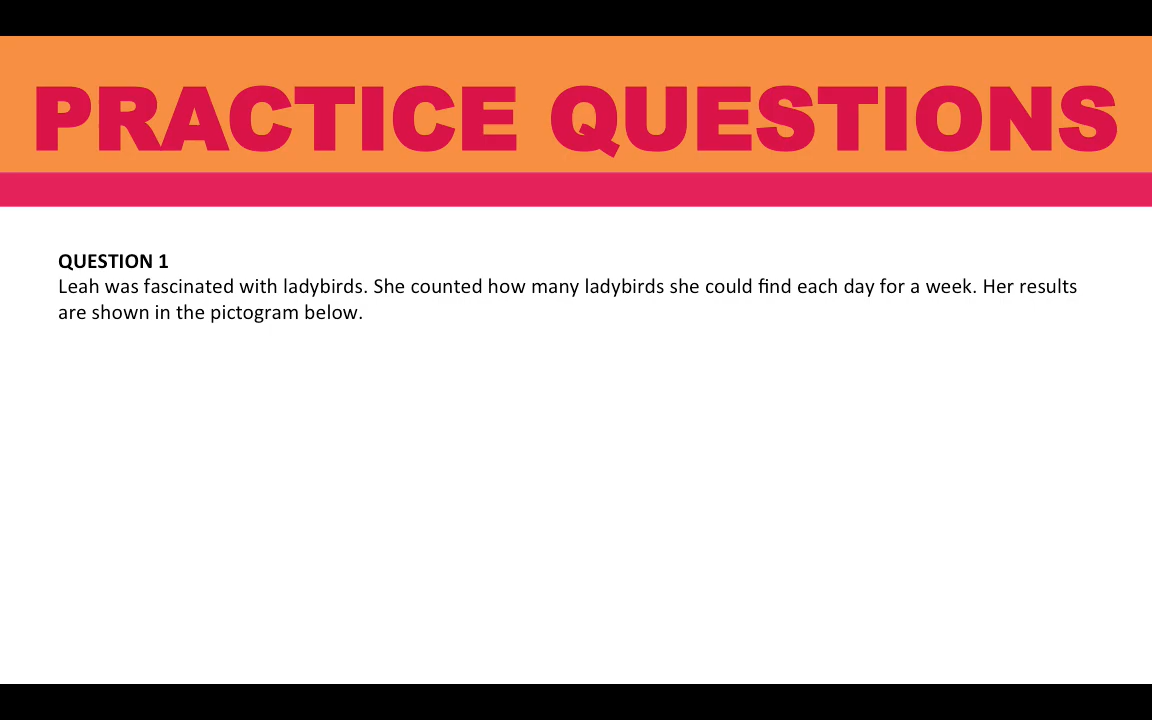 PRACTICE QUESTIONS
QUESTION 1
Leah was fascinated with ladybirds. She counted how many ladybirds she could find each day for a week. Her results
are shown in the pictogram below.